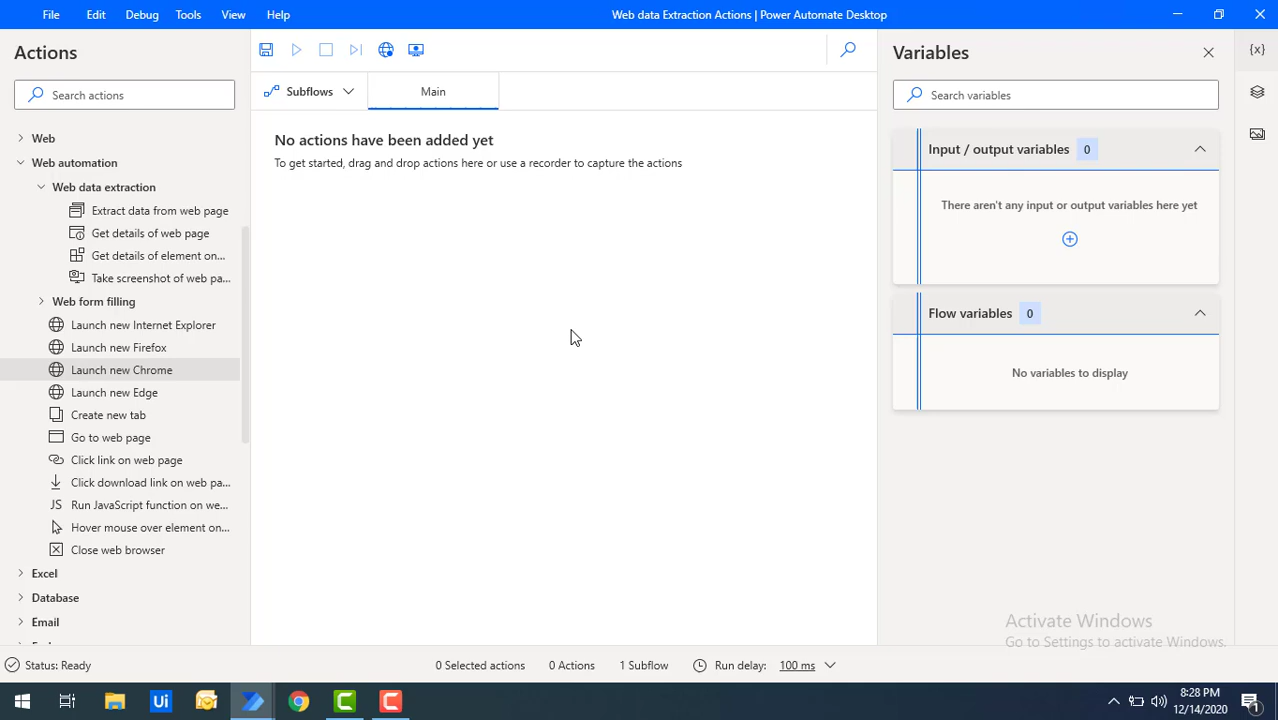 File Edit Debug Tools View Help Web data Extraction Actions | Power Automate Desktop
Actions
Search actions
Web
Web automation
Web data extraction
Extract data from web page
Get details of web page
Get details of element on...
Take screenshot of web pa...
Web form filling
Launch new Internet Explorer
Launch new Firefox
Launch new Chrome
Launch new Edge
Create new tab
Go to web page
Click link on web page
Click download link on web pa...
JS Run JavaScript function on we...
Hover mouse over element on...
Close web browser
Excel
Database
Email
Subflows Main
No actions have been added yet
To get started, drag and drop actions here or use a recorder to capture the actions
Variables
{x}
Search variables
Input / output variables 0
There aren't any input or output variables here yet
Flow variables 0
No variables to display
Activate Windows
Go to Settings to activate Windows.
Status: Ready 0 Selected actions 0 Actions 1 Subflow Run delay: 100 ms
Ui
C C
8:28 PM
12/14/2020
1